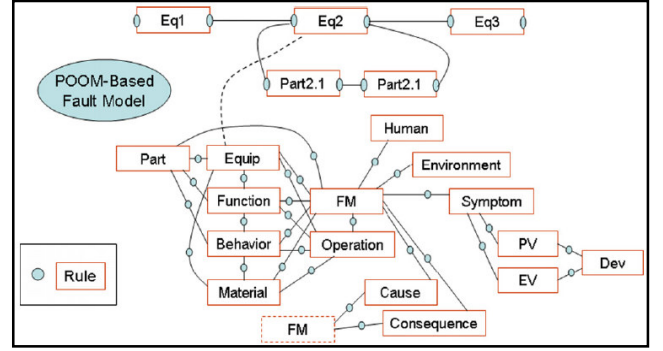 Eq1
Eq2
Eq3
Part2.1
Part2.1
POOM-Based
Fault Model
Human
Part
Equip
Environment
Function
FM
Symptom
Behavior
Operation
PV
Dev
Rule
Material
Cause
EV
FM
Consequence